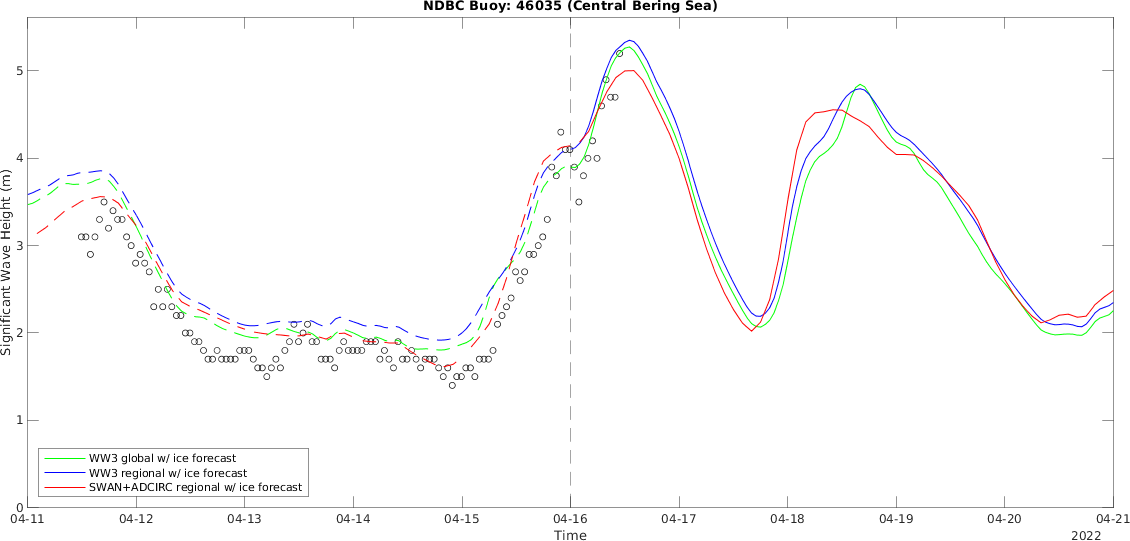 NDBC Buoy: 46035 (Central Bering Sea)
Significant Wave Height (m)
5
4
3
2
1
0
WW3 global w/ ice forecast
WW3 regional w/ ice forecast
SWAN+ADCIRC regional w/ ice forecast
04-11 04-12 04-13 04-14 04-15 04-16 04-17 04-18 04-19 04-20 04-21
Time
2022